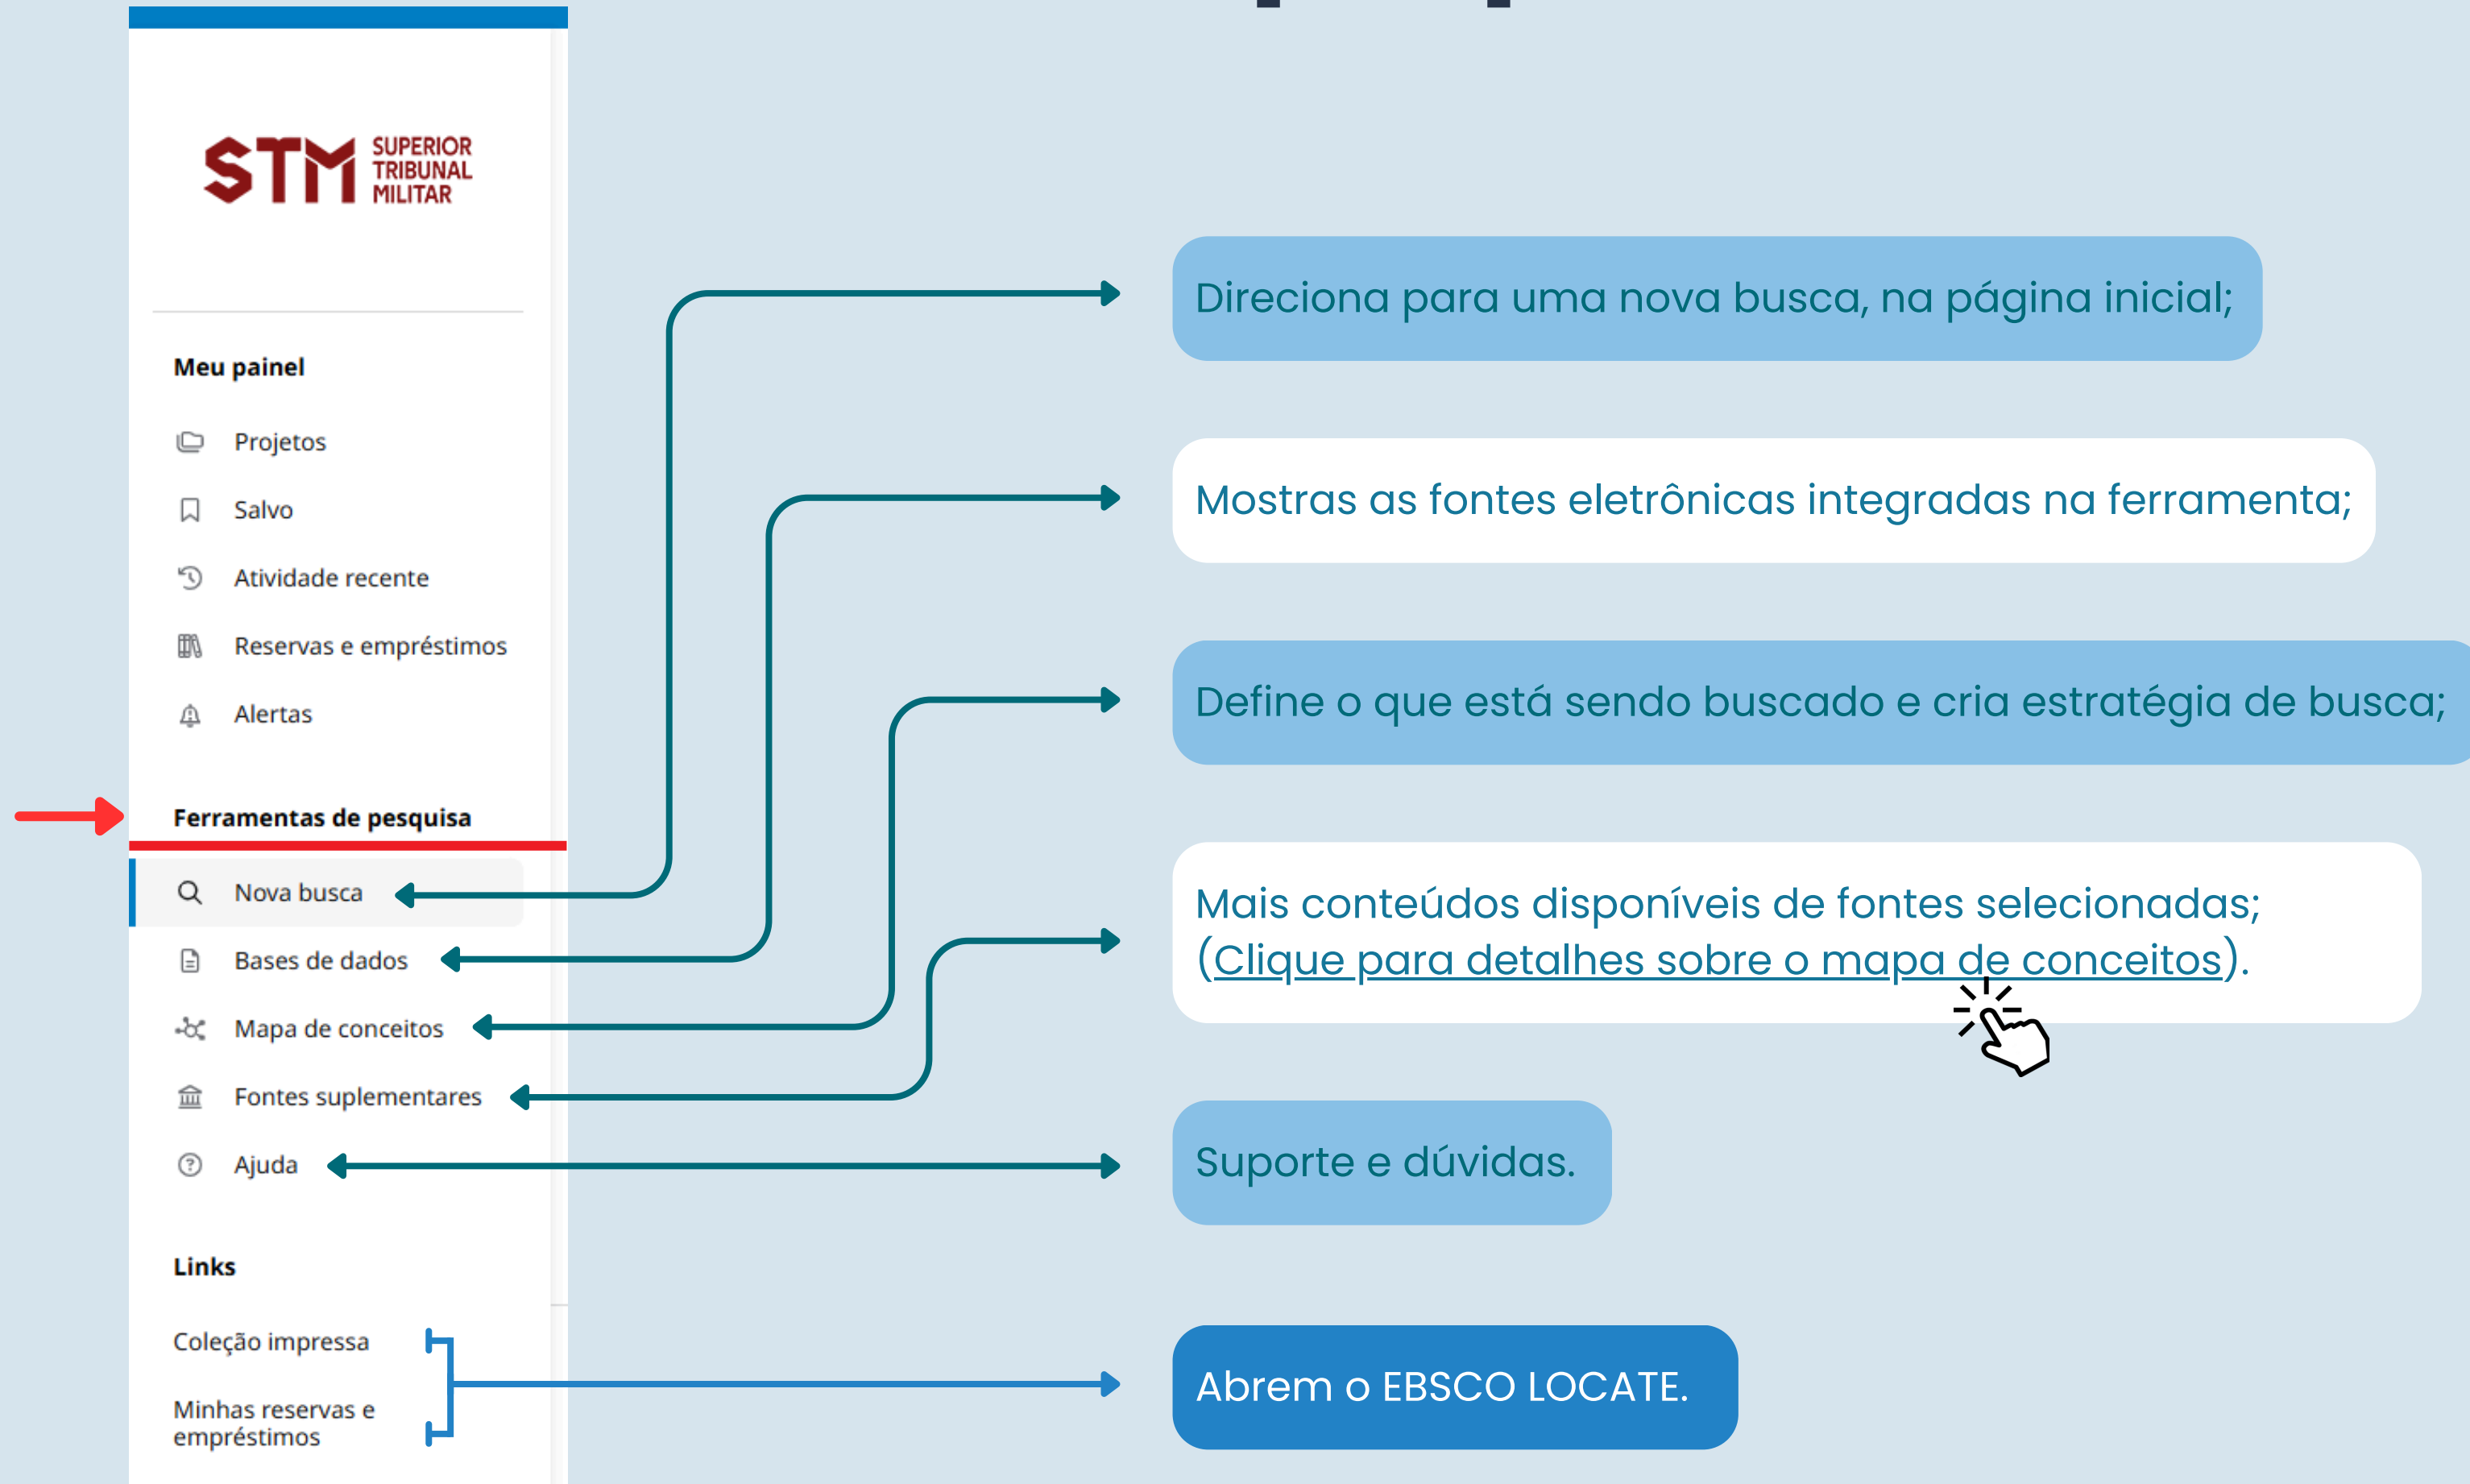 STM SUPERIOR
TRIBUNAL
MILITAR
Meu painel
Projetos
Salvo
Atividade recente
Reservas e empréstimos
Alertas
Ferramentas de pesquisa
Nova busca
Bases de dados
Mapa de conceitos
Fontes suplementares
Ajuda
Links
Coleção impressa
Minhas reservas e
empréstimos
Direciona para uma nova busca, na página inicial;
Mostras as fontes eletrônicas integradas na ferramenta;
Define o que está sendo buscado e cria estratégia de busca;
Mais conteúdos disponíveis de fontes selecionadas;
(Clique para detalhes sobre o mapa de conceitos).
Suporte e dúvidas.
Abrem o EBSCO LOCATE.